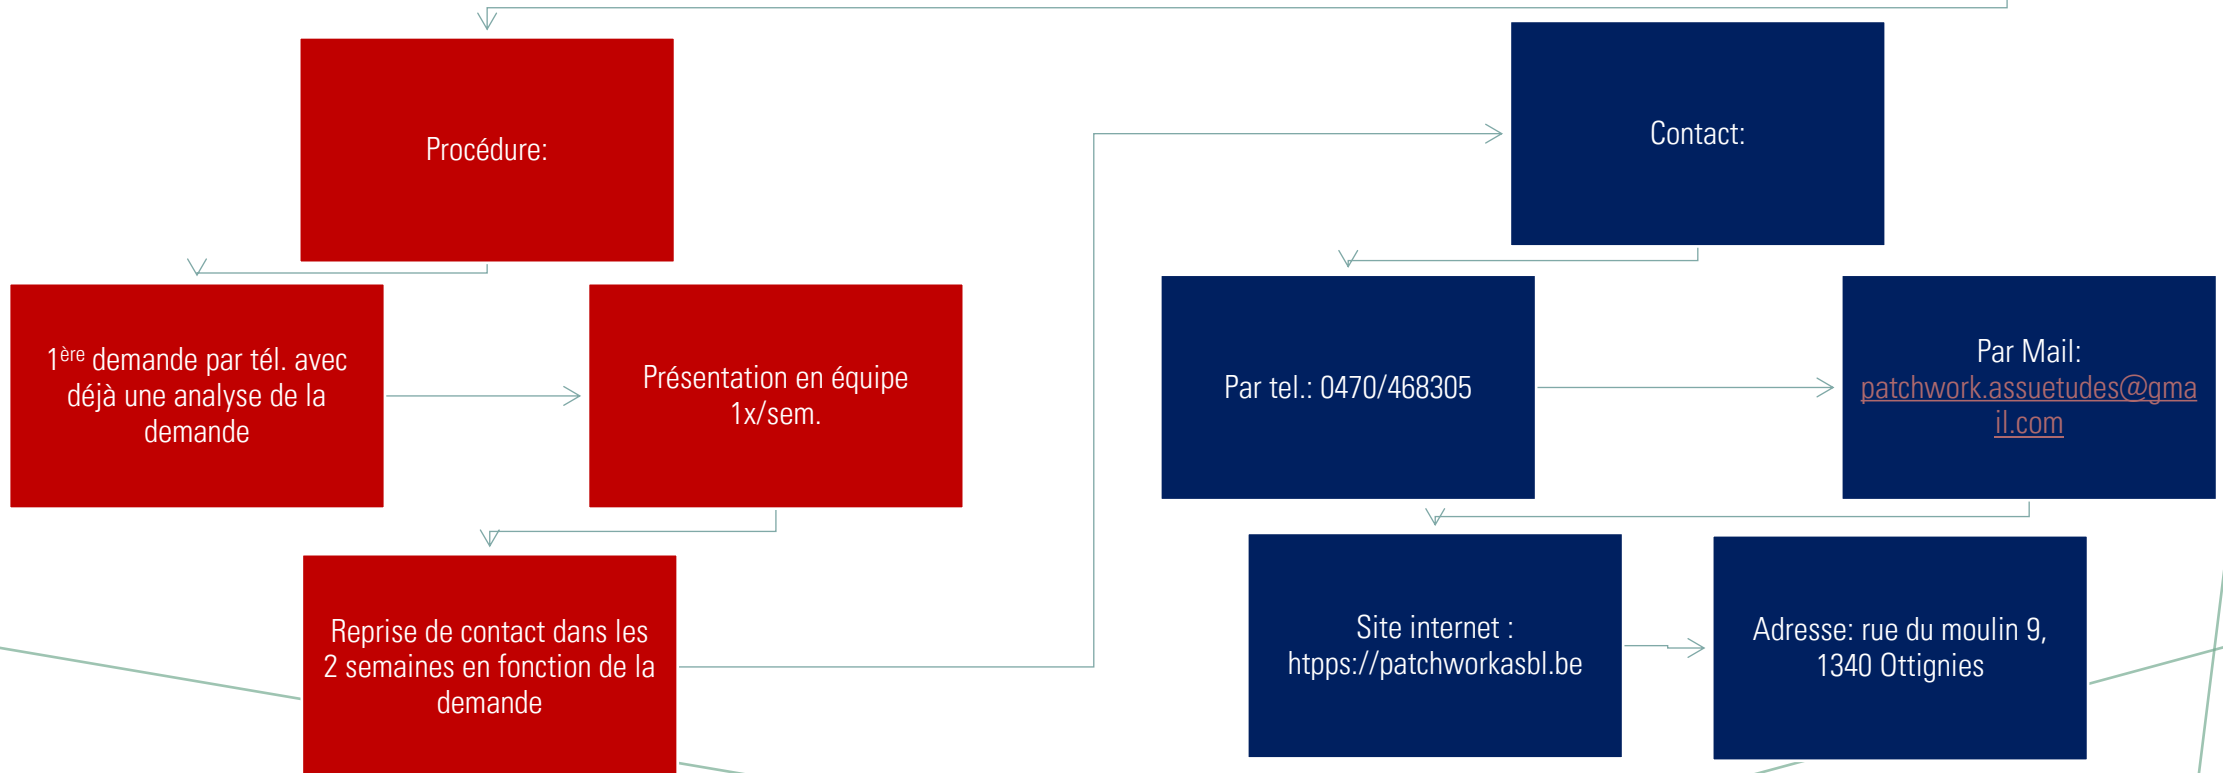 Procédure:
1ère demande par tél. avec
déjà une analyse de la
demande
Présentation en équipe
1x/sem.
Reprise de contact dans les
2 semaines en fonction de la
demande
Contact:
Par tel.: 0470/468305
Par Mail:
patchwork.assuetudes@gma
il.com
Site internet :
htpps://patchworkasbl.be
Adresse: rue du moulin 9,
1340 Ottignies